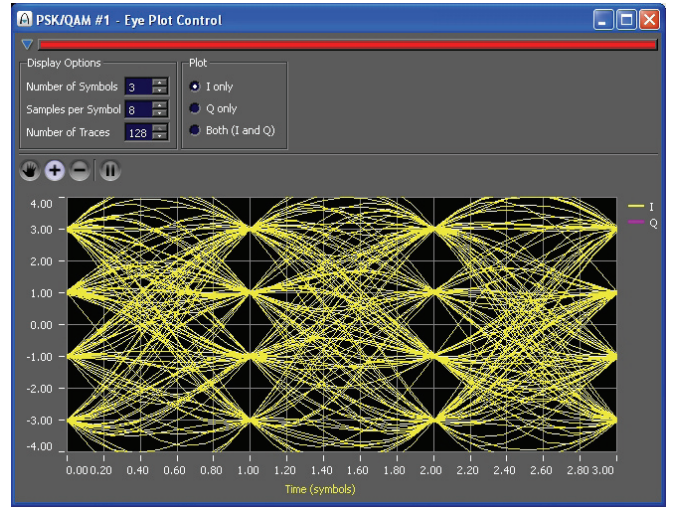 PSK/QAM #1 - Eye Plot Control
Display Options
Number of Symbols 3
Samples per Symbol 8
Number of Traces 128
Plot
I only
Q only
Both (I and Q)
4.00
3.00
2.00
1.00
0.00
-1.00
-2.00
-3.00
-4.00
I
Q
0.00 0.20 0.40 0.60 0.80 1.00 1.20 1.40 1.60 1.80 2.00 2.20 2.40 2.60 2.80 3.00
Time (symbols)